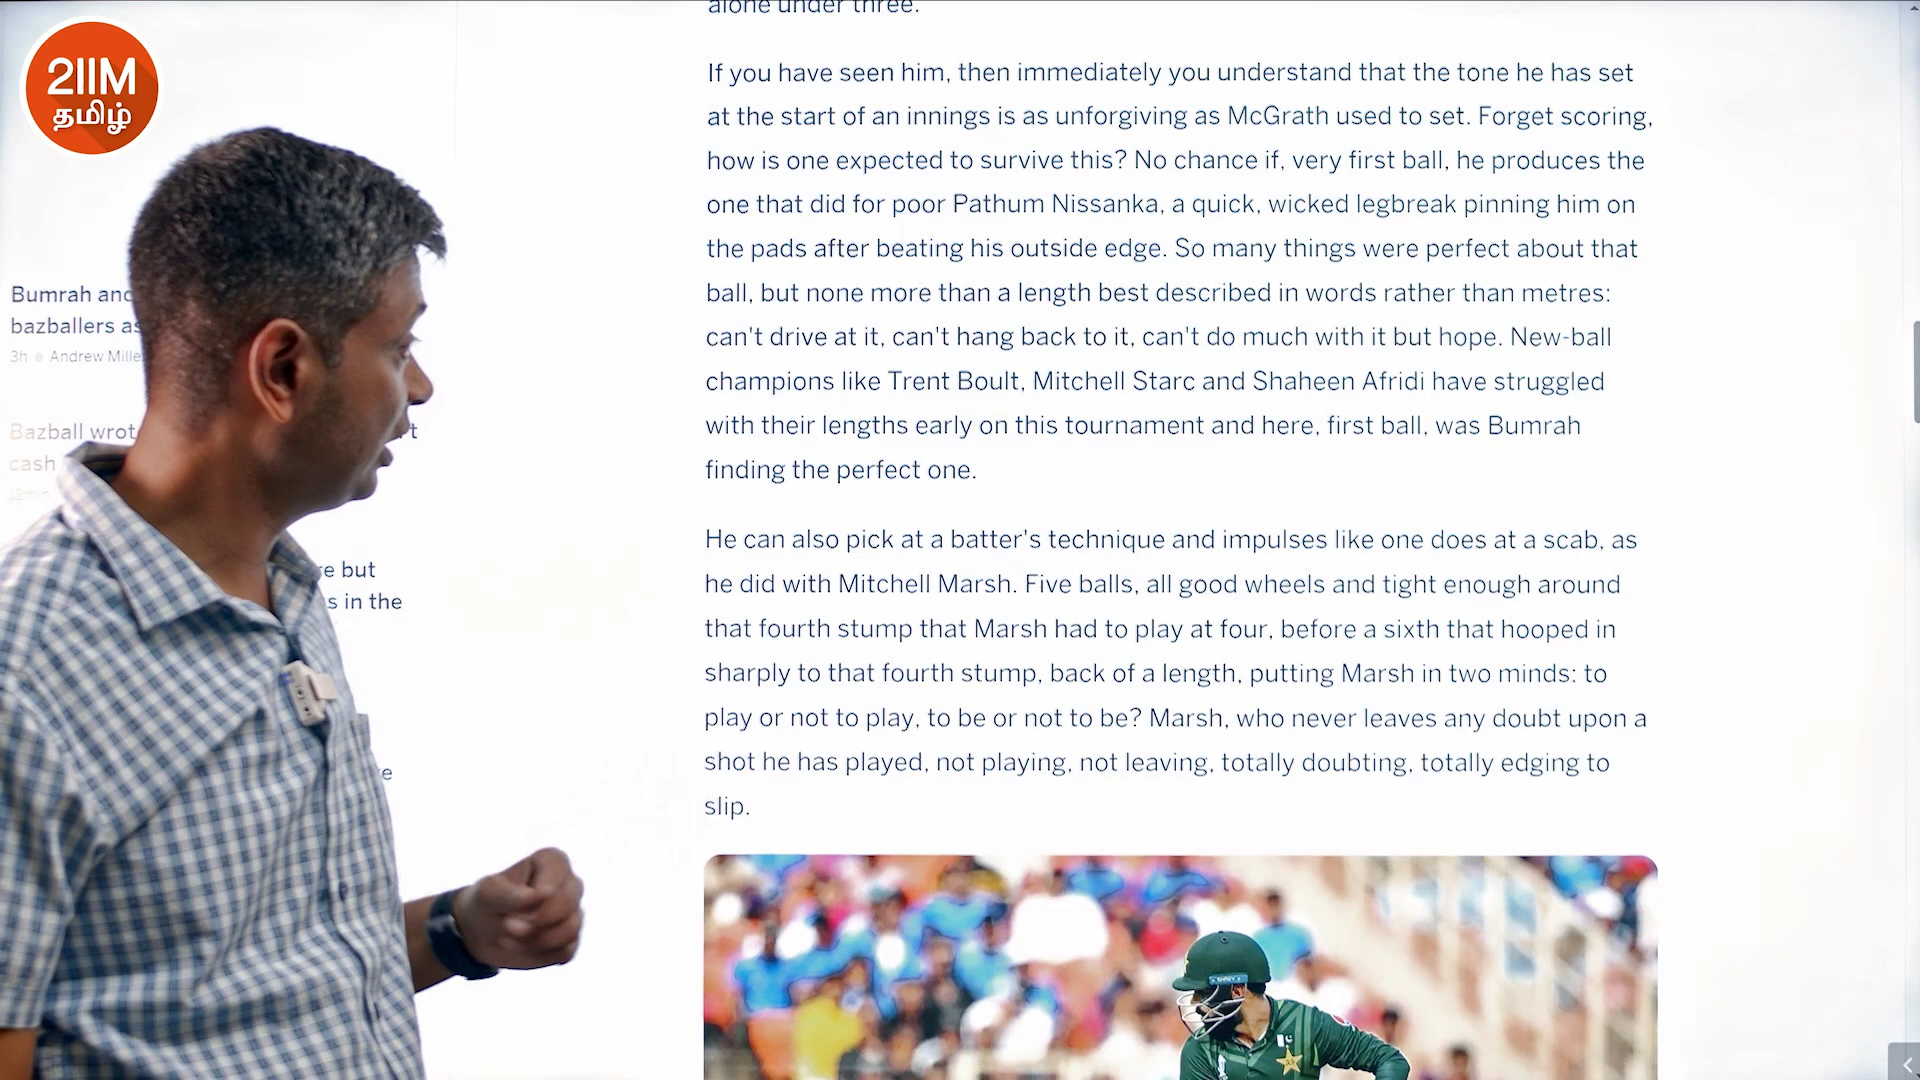 2IIM
தமிழ்
alone under three.
If you have seen him, then immediately you understand that the tone he has set
at the start of an innings is as unforgiving as McGrath used to set. Forget scoring,
how is one expected to survive this? No chance if, very first ball, he produces the
one that did for poor Pathum Nissanka, a quick, wicked legbreak pinning him on
the pads after beating his outside edge. So many things were perfect about that
ball, but none more than a length best described in words rather than metres:
can't drive at it, can't hang back to it, can't do much with it but hope. New-ball
champions like Trent Boult, Mitchell Starc and Shaheen Afridi have struggled
with their lengths early on this tournament and here, first ball, was Bumrah
finding the perfect one.
He can also pick at a batter's technique and impulses like one does at a scab, as
he did with Mitchell Marsh. Five balls, all good wheels and tight enough around
that fourth stump that Marsh had to play at four, before a sixth that hooped in
sharply to that fourth stump, back of a length, putting Marsh in two minds: to
play or not to play, to be or not to be? Marsh, who never leaves any doubt upon a
shot he has played, not playing, not leaving, totally doubting, totally edging to
slip.
Bumrah and
bazballers as
3h Andrew Mille
Bazball wrot
cash
12min
but
in the